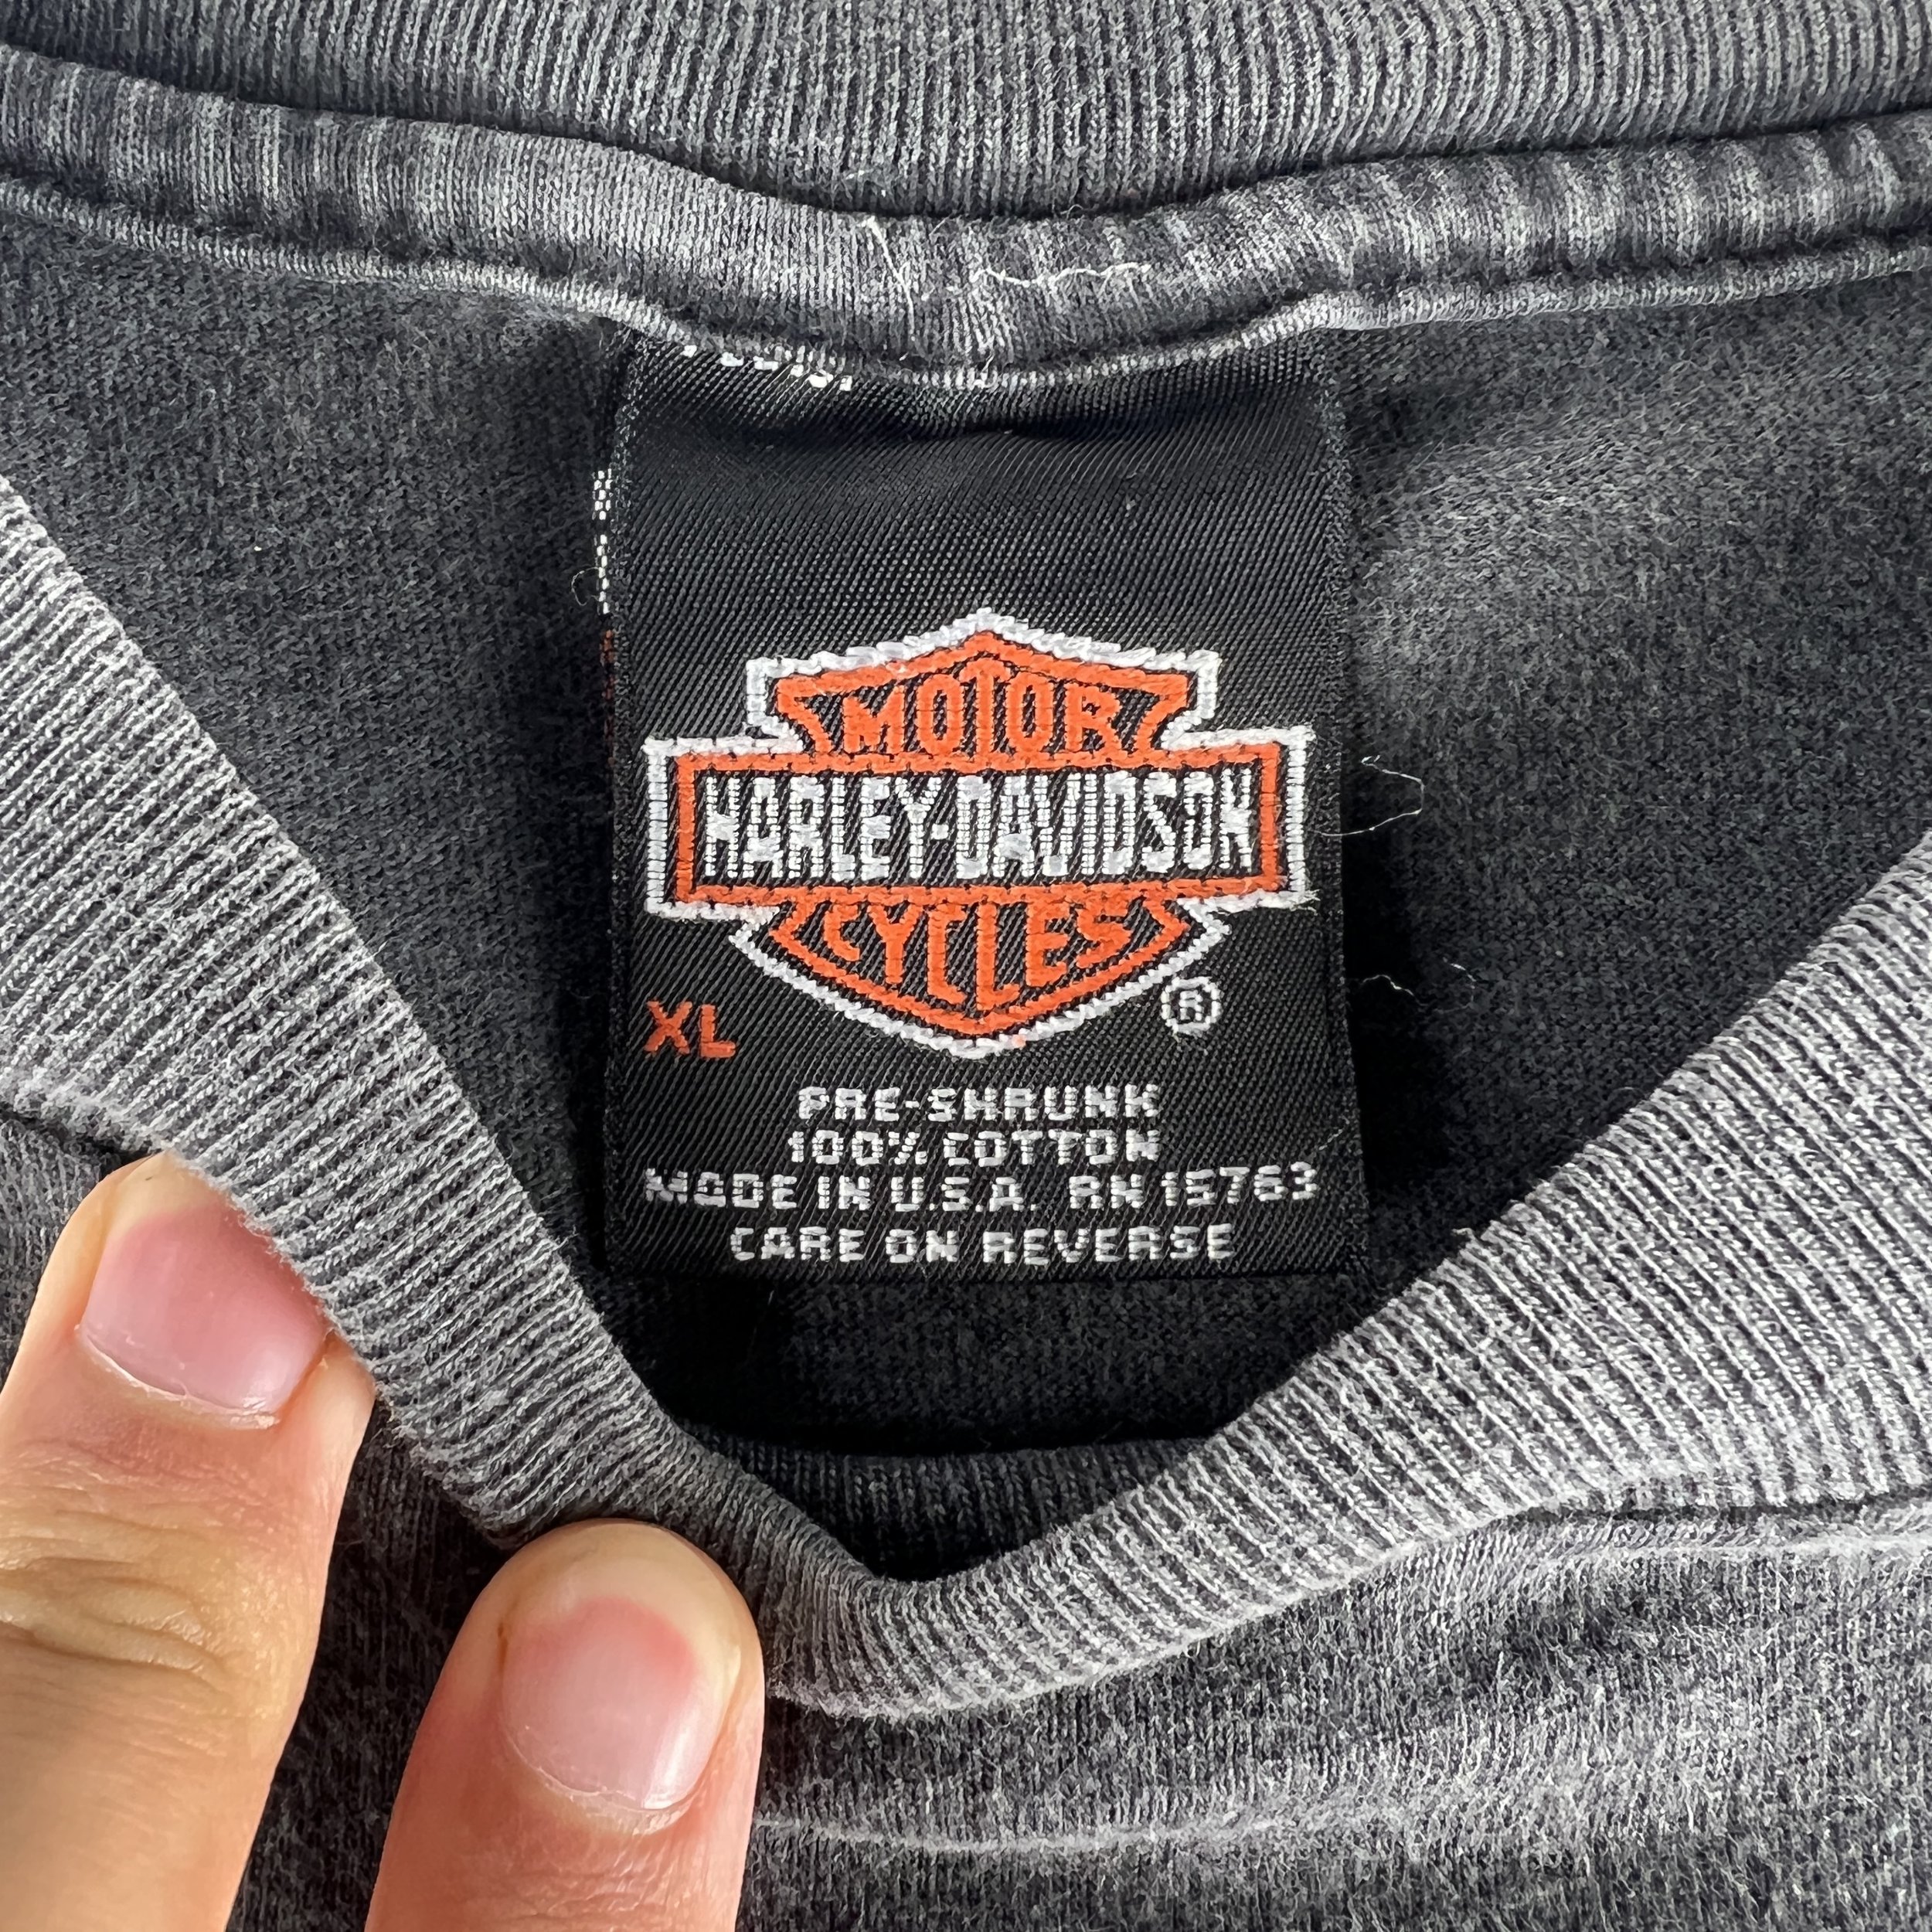 MOTOR
HARLEY-DAVIDSON
CYCLES
®
XL
PRE-SHRUNK
100% COTTON
MADE IN U.S.A. RN 15763
CARE ON REVERSE